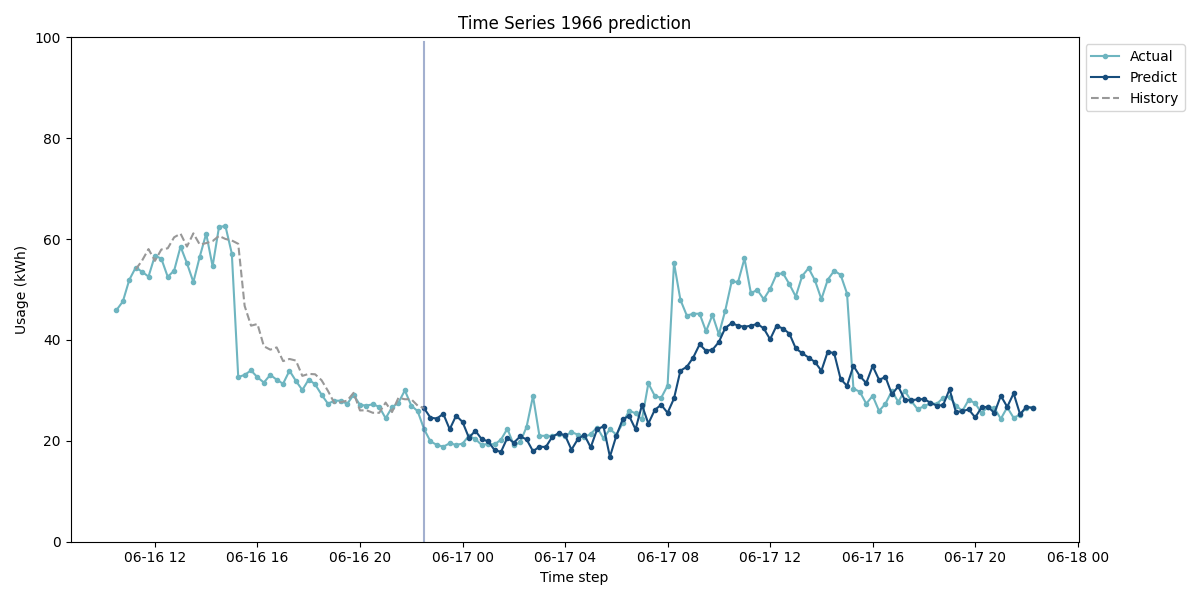 Time Series 1966 prediction
100
80
60
40
20
0
Usage (kWh)
06-16 12
06-16 16
06-16 20
06-17 00
06-17 04
06-17 08
06-17 12
06-17 16
06-17 20
06-18 00
Time step
Actual
Predict
History